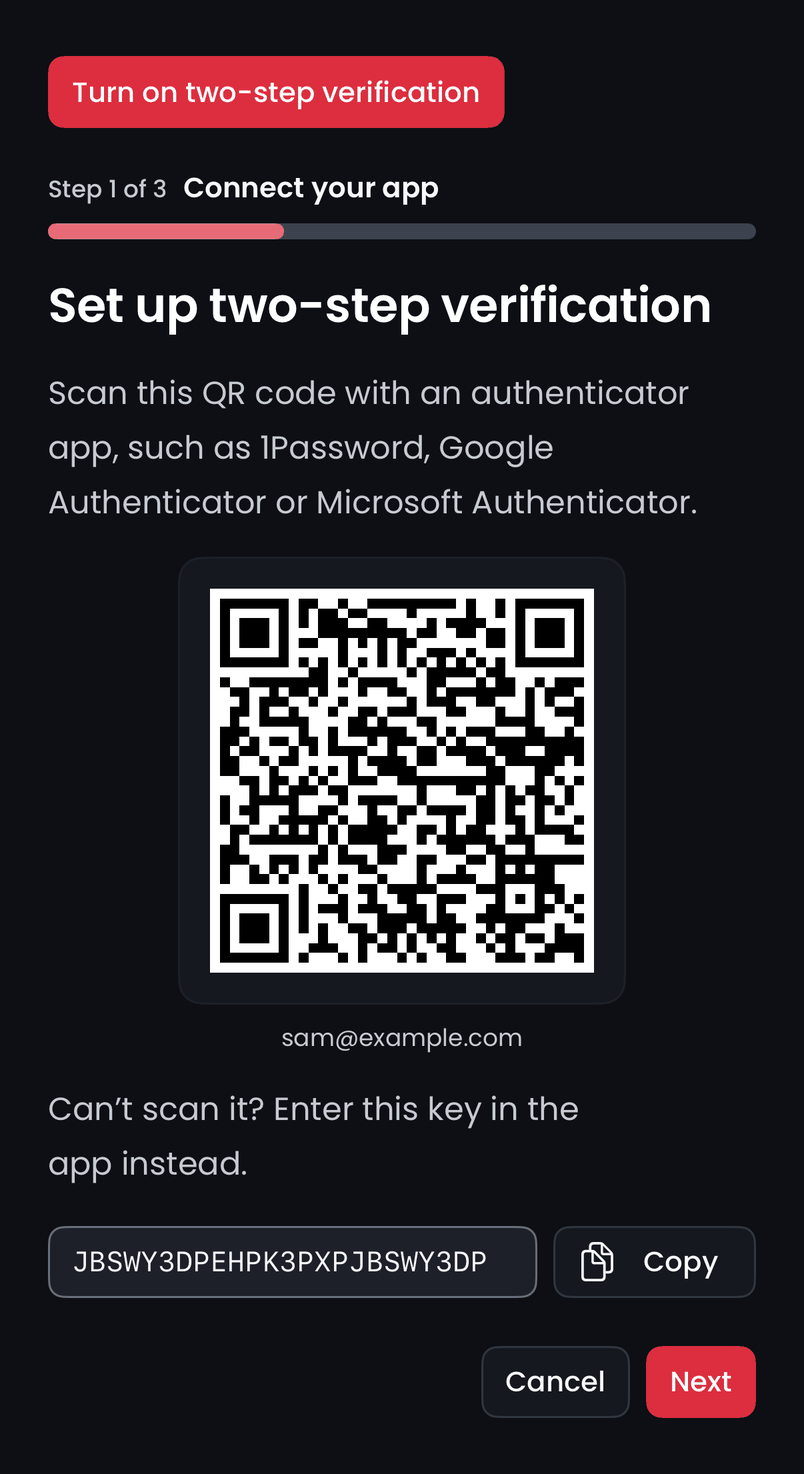 Turn on two-step verification
Step 1 of 3 Connect your app
Set up two-step verification
Scan this QR code with an authenticator
app, such as 1Password, Google
Authenticator or Microsoft Authenticator.
sam@example.com
Can’t scan it? Enter this key in the
app instead.
JBSWY3DPEHPK3PXPJBSWY3DP
Copy
Cancel
Next